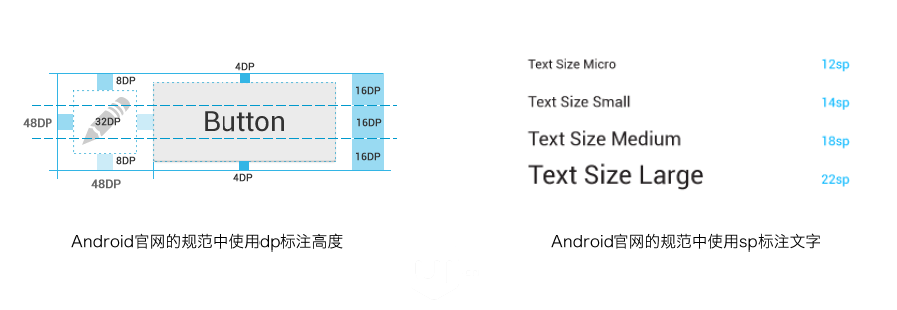 4DP
8DP
16DP
48DP
32DP
Button
16DP
8DP
16DP
48DP
4DP
Android官网的规范中使用dp标注高度
Text Size Micro 12sp
Text Size Small 14sp
Text Size Medium 18sp
Text Size Large 22sp
Android官网的规范中使用sp标注文字